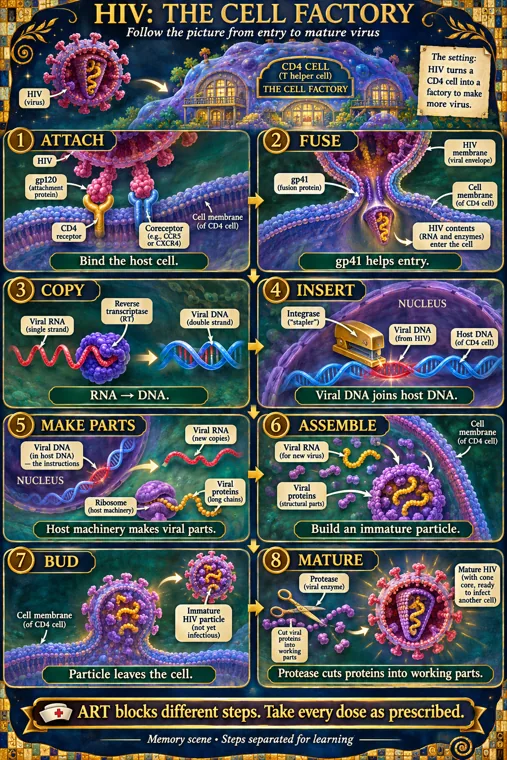 HIV: THE CELL FACTORY
Follow the picture from entry to mature virus
HIV
(virus)
CD4 CELL
(T helper cell)
THE CELL FACTORY
The setting:
HIV turns a
CD4 cell into a
factory to make
more virus.
1 ATTACH
HIV
gp120
(attachment
protein)
CD4
receptor
Coreceptor
(e.g., CCR5
or CXCR4)
Cell membrane
(of CD4 cell)
Bind the host cell.
2 FUSE
gp41
(fusion protein)
HIV
membrane
(viral envelope)
Cell
membrane
(of CD4 cell)
HIV contents
(RNA and enzymes)
enter the cell
gp41 helps entry.
3 COPY
Viral RNA
(single strand)
Reverse
transcriptase
(RT)
Viral DNA
(double strand)
RNA → DNA.
4 INSERT
NUCLEUS
Integrase
("stapler")
Viral DNA
(from HIV)
Host DNA
(of CD4 cell)
Viral DNA joins host DNA.
5 MAKE PARTS
Viral DNA
(in host DNA)
— the instructions
NUCLEUS
Viral RNA
(new copies)
Ribosome
(host machinery)
Viral
proteins
(long chains)
Host machinery makes viral parts.
6 ASSEMBLE
Viral RNA
(for new virus)
Viral
proteins
(structural parts)
Cell
membrane
(of CD4 cell)
Build an immature particle.
7 BUD
Cell membrane
(of CD4 cell)
Immature
HIV particle
(not yet
infectious)
Particle leaves the cell.
8 MATURE
Protease
(viral enzyme)
Cut viral
proteins
into
working
parts
Mature HIV
(with cone
core, ready
to infect
another cell)
Protease cuts proteins into working parts.
ART blocks different steps. Take every dose as prescribed.
Memory scene • Steps separated for learning